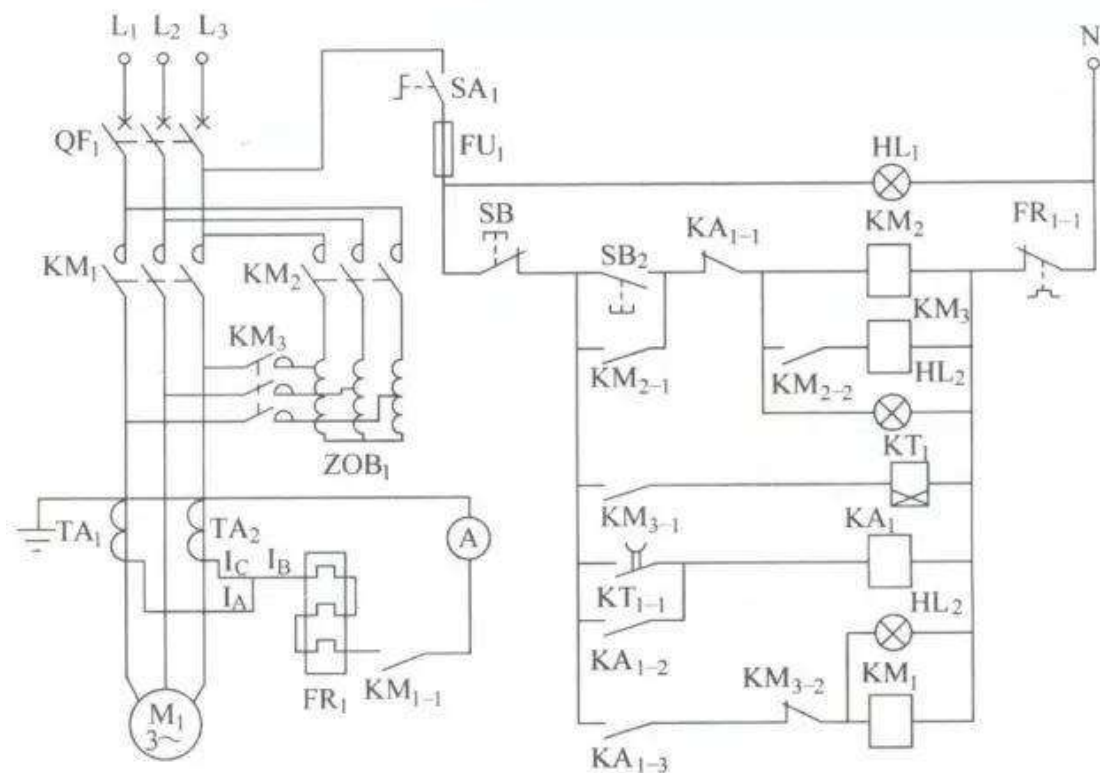 L1 L2 L3
N
SA1
QF1
FU1
HL1
SB
KA1-1
KM2
FR1-1
SB2
KM1
KM2
KM3
KM3
HL2
KM2-1
KM2-2
KT1
ZOB1
KM3-1
KA1
TA1
TA2
A
IC
IB
IA
KT1-1
HL2
KA1-2
KM3-2
KM1
FR1
KM1-1
M1
3~
KA1-3